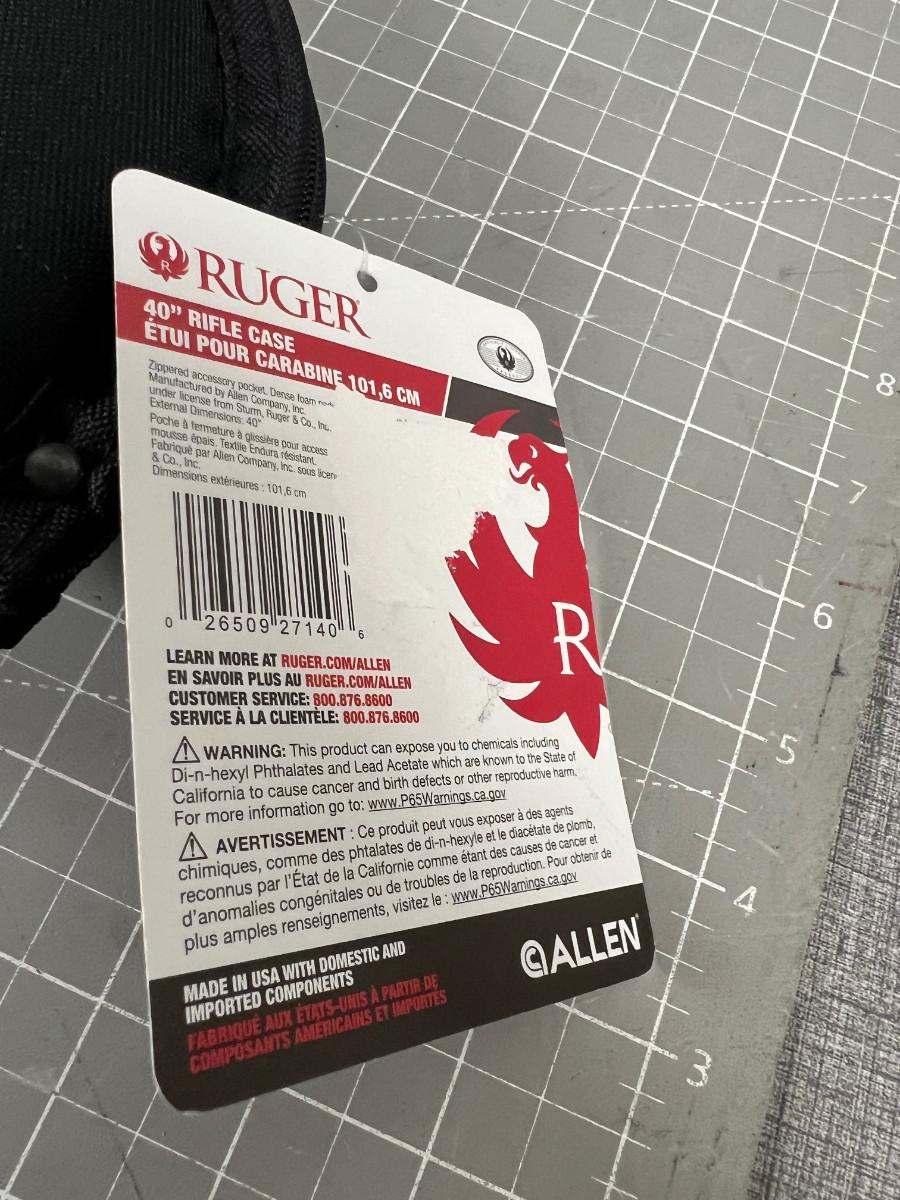 RUGER
40” RIFLE CASE
ÉTUI POUR CARABINE 101,6 CM
Zippered accessory pocket. Dense foam
Manufactured by Allen Company, Inc.
under license from Sturm, Ruger & Co., Inc.
External Dimensions: 40"
Poche à fermeture à glissière pour access
mousse épais. Textile Endura résistant.
Fabriqué par Allen Company, Inc. sous
& Co., Inc.
Dimensions extérieures : 101,6 cm
0 26509 27140 6
LEARN MORE AT RUGER.COM/ALLEN
EN SAVOIR PLUS AU RUGER.COM/ALLEN
CUSTOMER SERVICE: 800.876.8600
SERVICE À LA CLIENTÈLE: 800.876.8600
R
WARNING: This product can expose you to chemicals including
Di-n-hexyl Phthalates and Lead Acetate which are known to the State of
California to cause cancer and birth defects or other reproductive harm.
For more information go to: www.P65Warnings.ca.gov
AVERTISSEMENT : Ce produit peut vous exposer à des agents
chimiques, comme des phtalates de di-n-hexyle et le diacétate de plomb,
reconnus par l’État de la Californie comme étant des causes de cancer et
d’anomalies congénitales ou de troubles de la reproduction. Pour obtenir de
plus amples renseignements, visitez le : www.P65Warnings.ca.gov
MADE IN USA WITH DOMESTIC AND
IMPORTED COMPONENTS
FABRIQUÉ AUX ÉTATS-UNIS À PARTIR DE
COMPOSANTS AMÉRICAINS ET IMPORTÉS
ALLEN
8
7
6
5
4
3